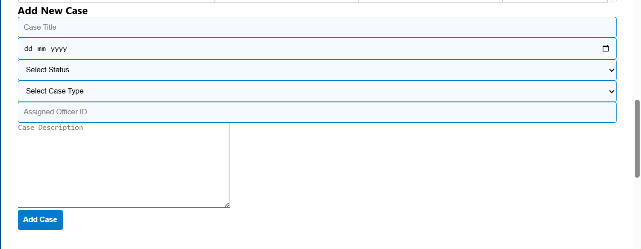 Add New Case
Case Title
dd mm yyyy
Select Status
Select Case Type
Assigned Officer ID
Case Description
Add Case